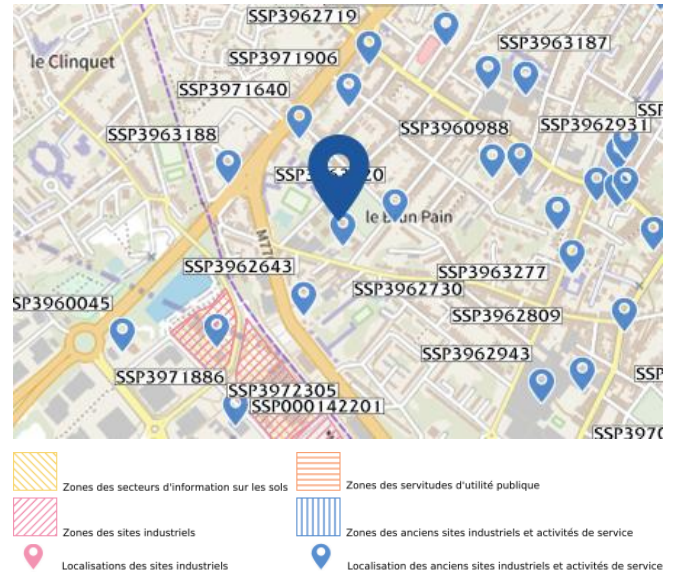 SSP3962719
le Clinquet
SSP3971906
SSP3963187
SSP3971640
SSP3963188
SSP3960988
SSP3962931
le Brun Pain
M77
SSP3962643
SSP3963277
SSP3962730
SSP3960045
SSP3962809
SSP3962943
SSP3971886
SSP3972305
SSP000142201
SSP
SSP3970
Zones des secteurs d'information sur les sols
Zones des servitudes d'utilité publique
Zones des sites industriels
Zones des anciens sites industriels et activités de service
Localisations des sites industriels
Localisation des anciens sites industriels et activités de service